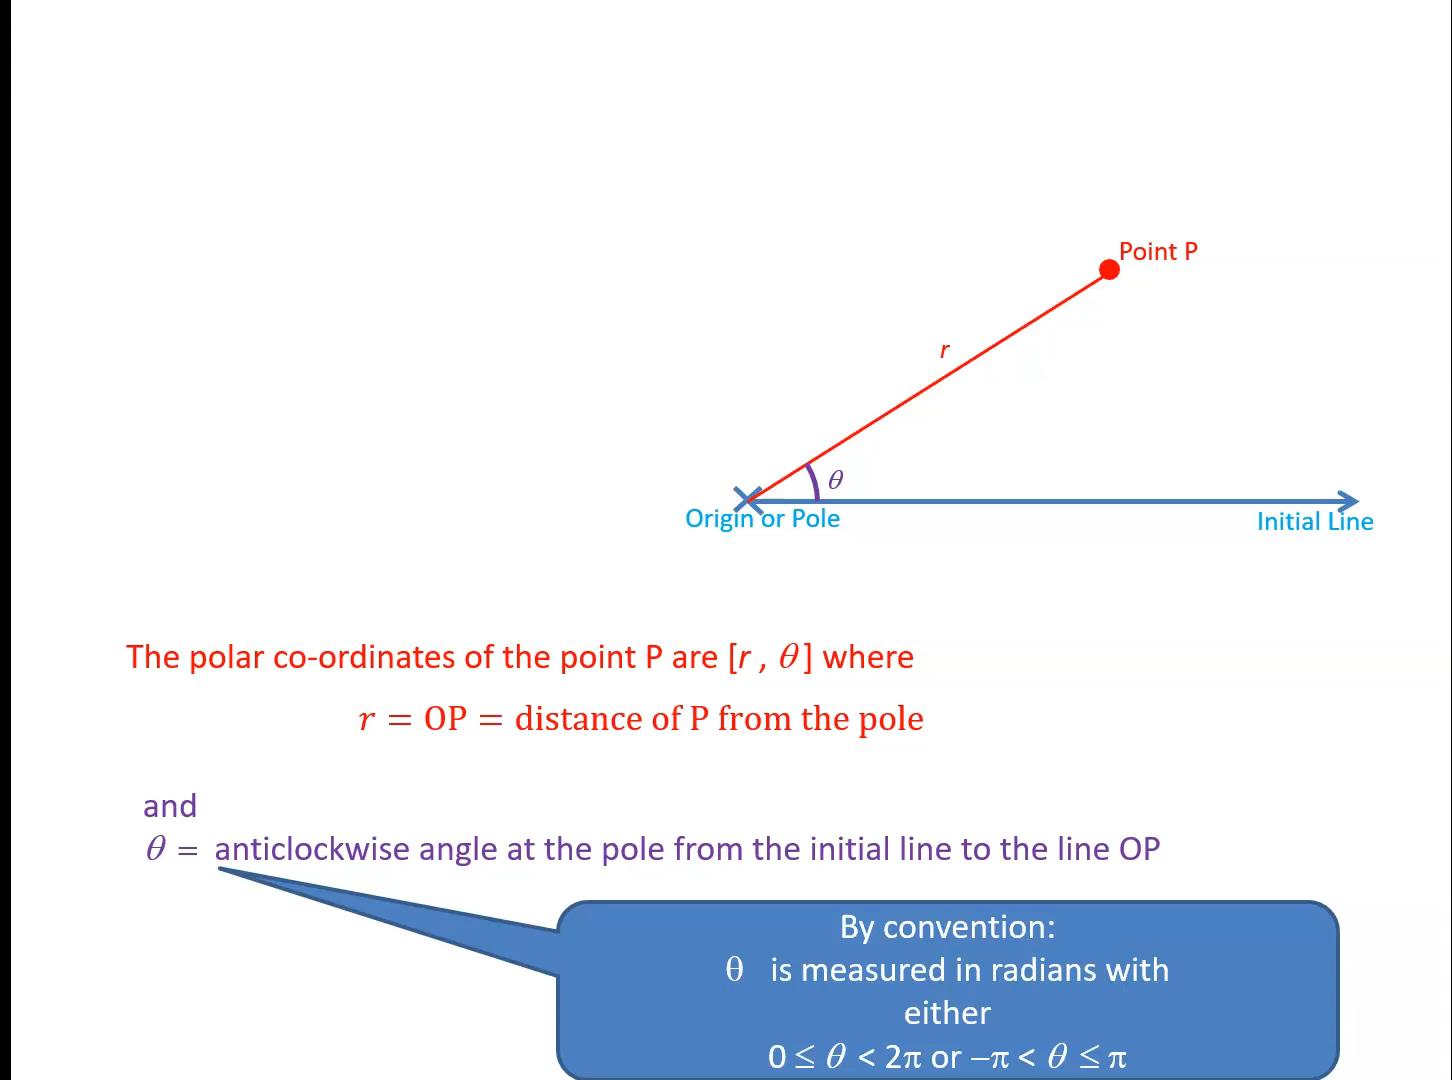 Point P
r
θ
Origin or Pole
Initial Line
The polar co-ordinates of the point P are [r , θ] where
r = OP = distance of P from the pole
and
θ = anticlockwise angle at the pole from the initial line to the line OP
By convention:
θ is measured in radians with
either
0 ≤ θ < 2π or −π < θ ≤ π